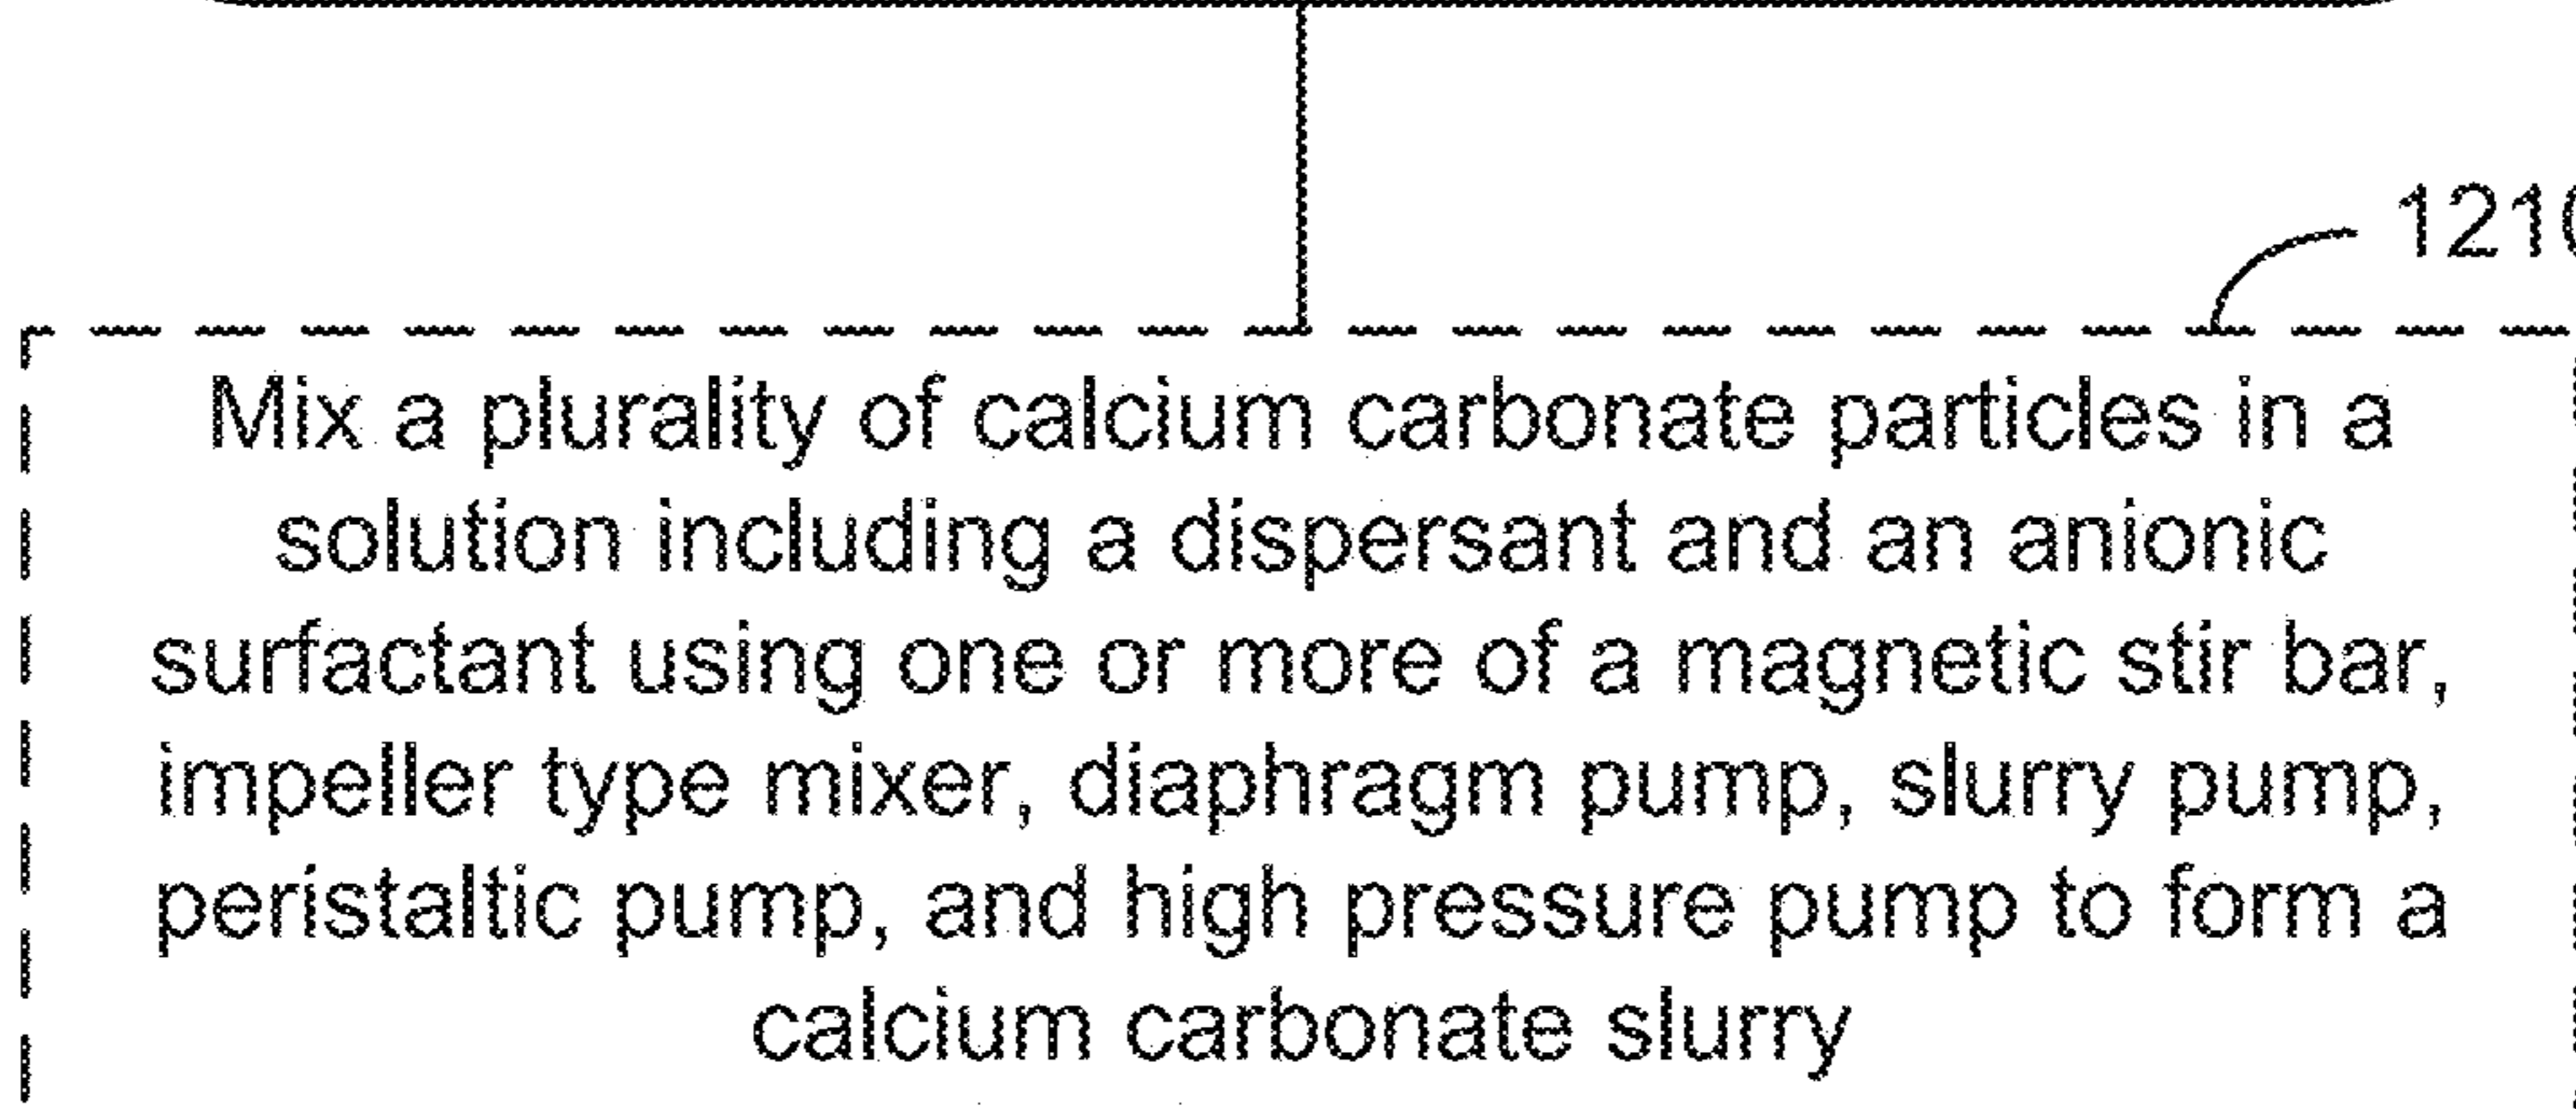 1210
Mix a plurality of calcium carbonate particles in a
solution including a dispersant and an anionic
surfactant using one or more of a magnetic stir bar,
impeller type mixer, diaphragm pump, slurry pump,
peristaltic pump, and high pressure pump to form a
calcium carbonate slurry